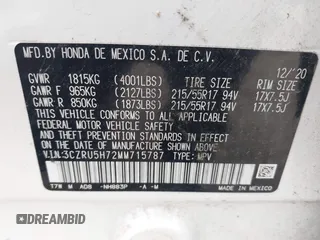 MFD.BY HONDA DE MEXICO S.A. DE C.V.
12/'20
GVWR 1815KG (4001LBS) TIRE SIZE RIM SIZE
GAWR F 965KG (2127LBS) 215/55R17 94V 17X7.5J
GAWR R 850KG (1873LBS) 215/55R17 94V 17X7.5J
THIS VEHICLE CONFORMS TO ALL APPLICABLE
FEDERAL MOTOR VEHICLE SAFETY AND THEFT
PREVENTION STANDARDS IN EFFECT ON THE DATE OF
MANUFACTURE SHOWN ABOVE.
V.I.N:3CZRU5H72MM715787 TYPE:MPV
T7W M AD8 -NH883P -A -M
MADE IN MEXICO